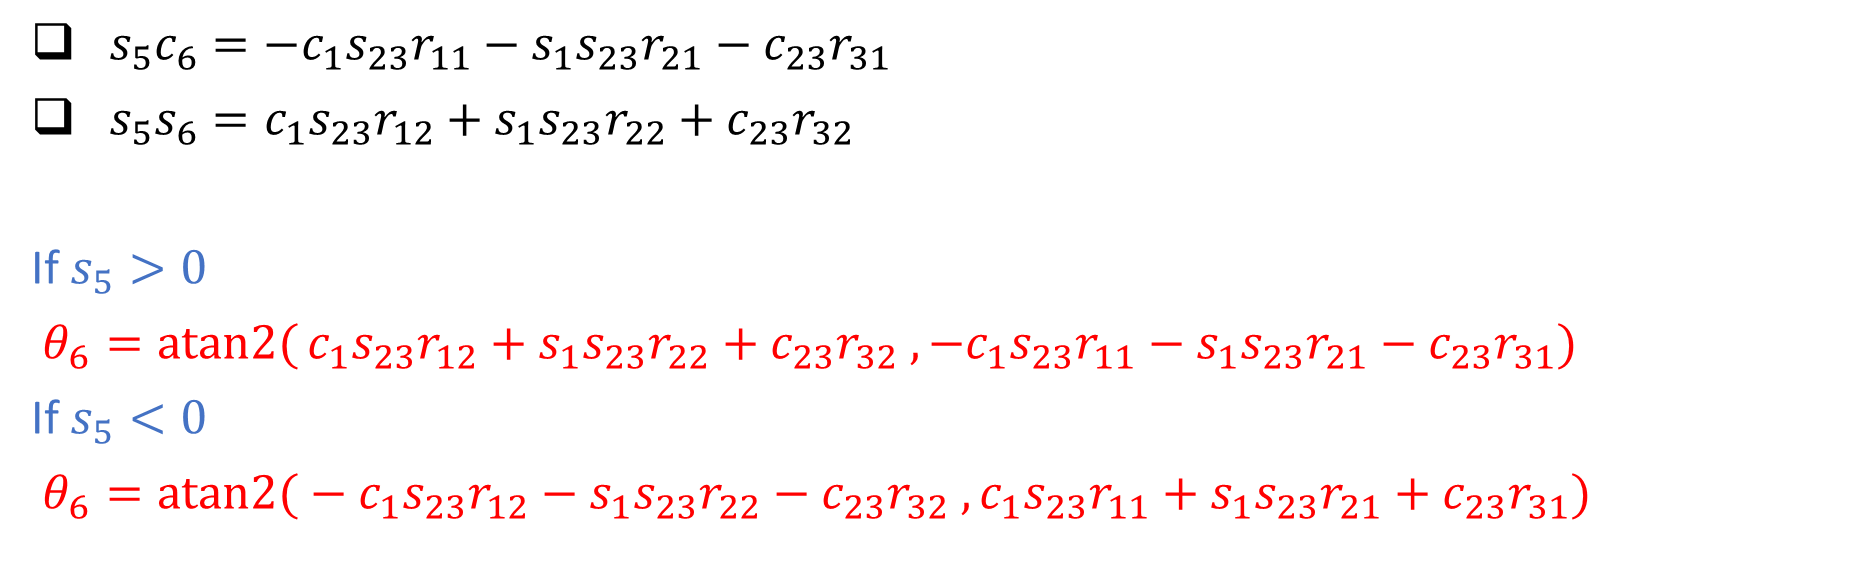 ❑ s₅c₆ = −c₁s₂₃r₁₁ − s₁s₂₃r₂₁ − c₂₃r₃₁
❑ s₅s₆ = c₁s₂₃r₁₂ + s₁s₂₃r₂₂ + c₂₃r₃₂
If s₅ > 0
θ₆ = atan2( c₁s₂₃r₁₂ + s₁s₂₃r₂₂ + c₂₃r₃₂ , −c₁s₂₃r₁₁ − s₁s₂₃r₂₁ − c₂₃r₃₁)
If s₅ < 0
θ₆ = atan2( − c₁s₂₃r₁₂ − s₁s₂₃r₂₂ − c₂₃r₃₂ , c₁s₂₃r₁₁ + s₁s₂₃r₂₁ + c₂₃r₃₁)